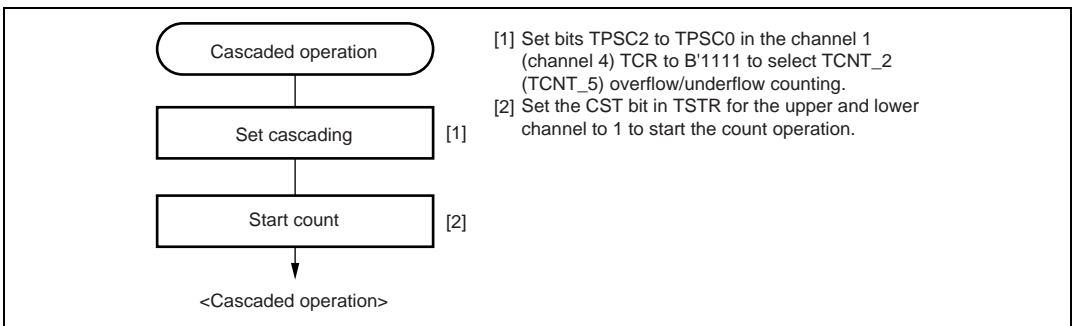 Cascaded operation
[1] Set bits TPSC2 to TPSC0 in the channel 1
(channel 4) TCR to B'1111 to select TCNT_2
(TCNT_5) overflow/underflow counting.
[2] Set the CST bit in TSTR for the upper and lower
channel to 1 to start the count operation.
Set cascading
[1]
Start count
[2]
<Cascaded operation>